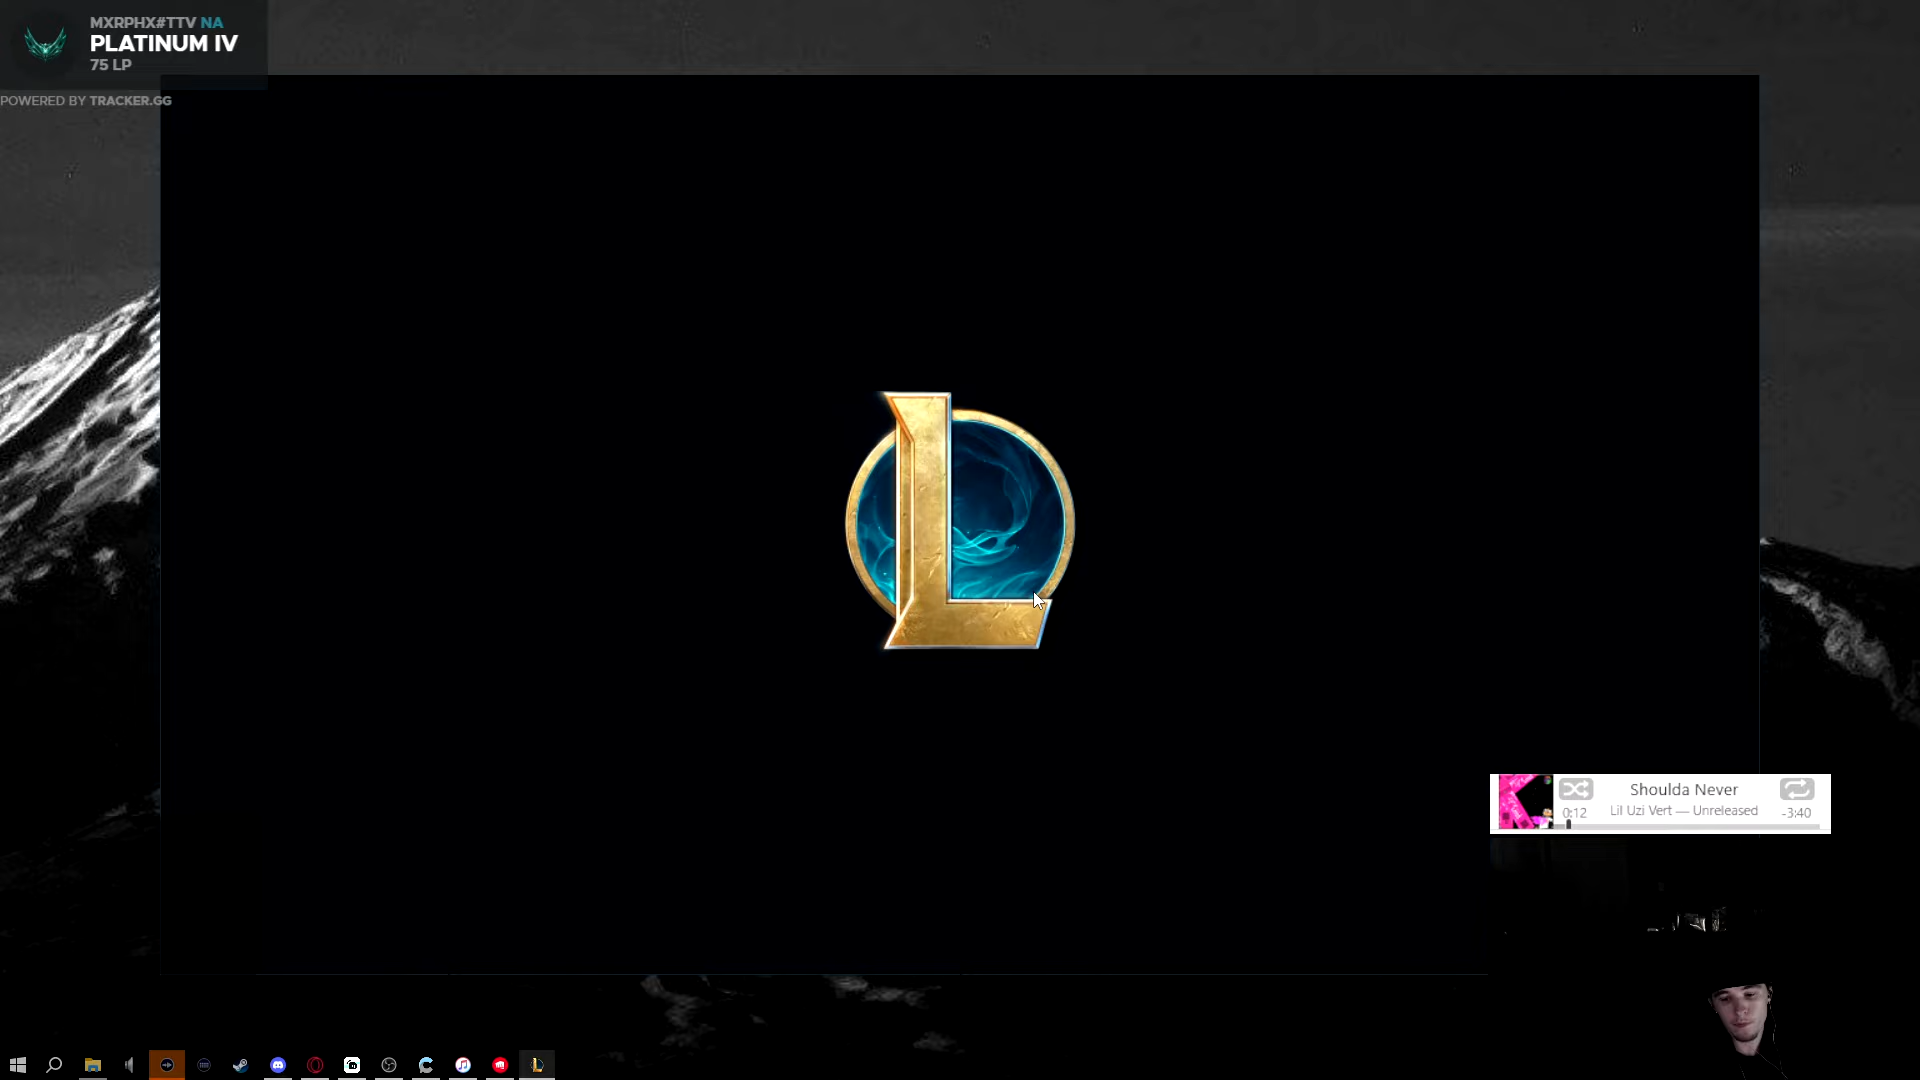 MXRPHX#TTV NA
PLATINUM IV
75 LP
POWERED BY TRACKER.GG
L
Shoulda Never
0:12 Lil Uzi Vert — Unreleased -3:40